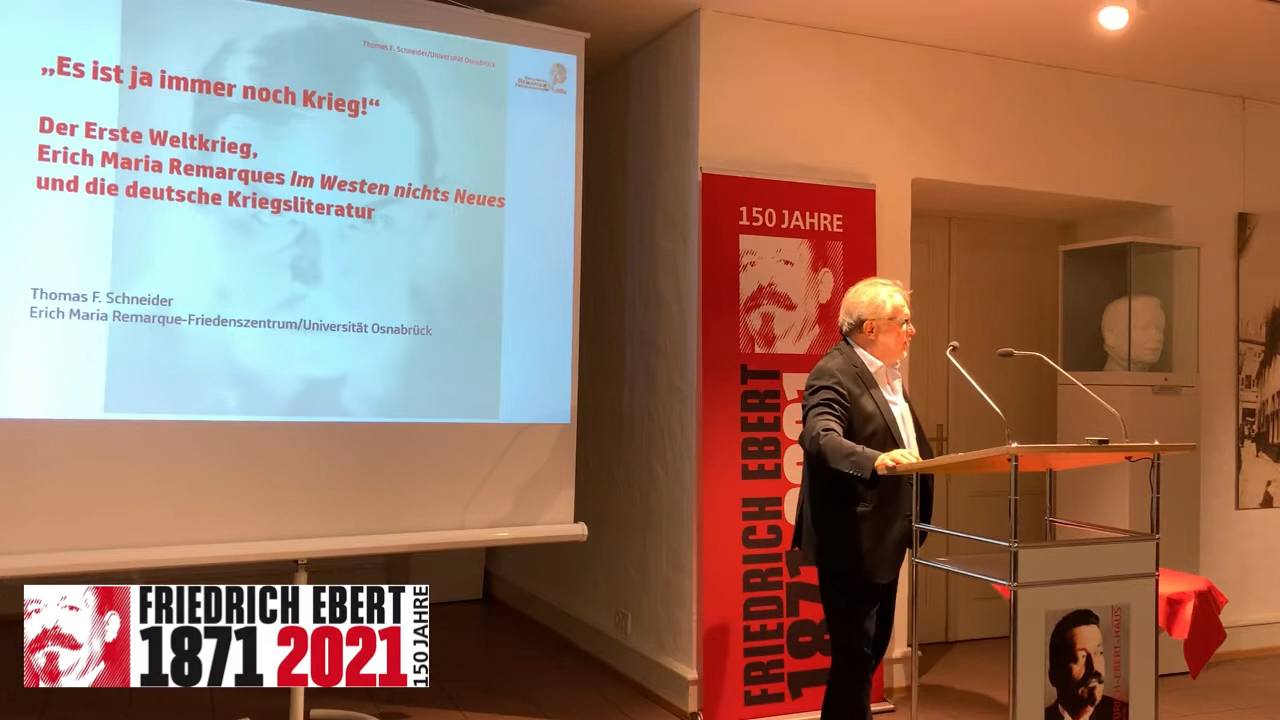 Thomas F. Schneider/Universität Osnabrück
„Es ist ja immer noch Krieg!“
Der Erste Weltkrieg,
Erich Maria Remarques Im Westen nichts Neues
und die deutsche Kriegsliteratur
Thomas F. Schneider
Erich Maria Remarque-Friedenszentrum/Universität Osnabrück
150 JAHRE
FRIEDRICH EBERT
1871
FRIEDRICH EBERT
1871 2021
150 JAHRE